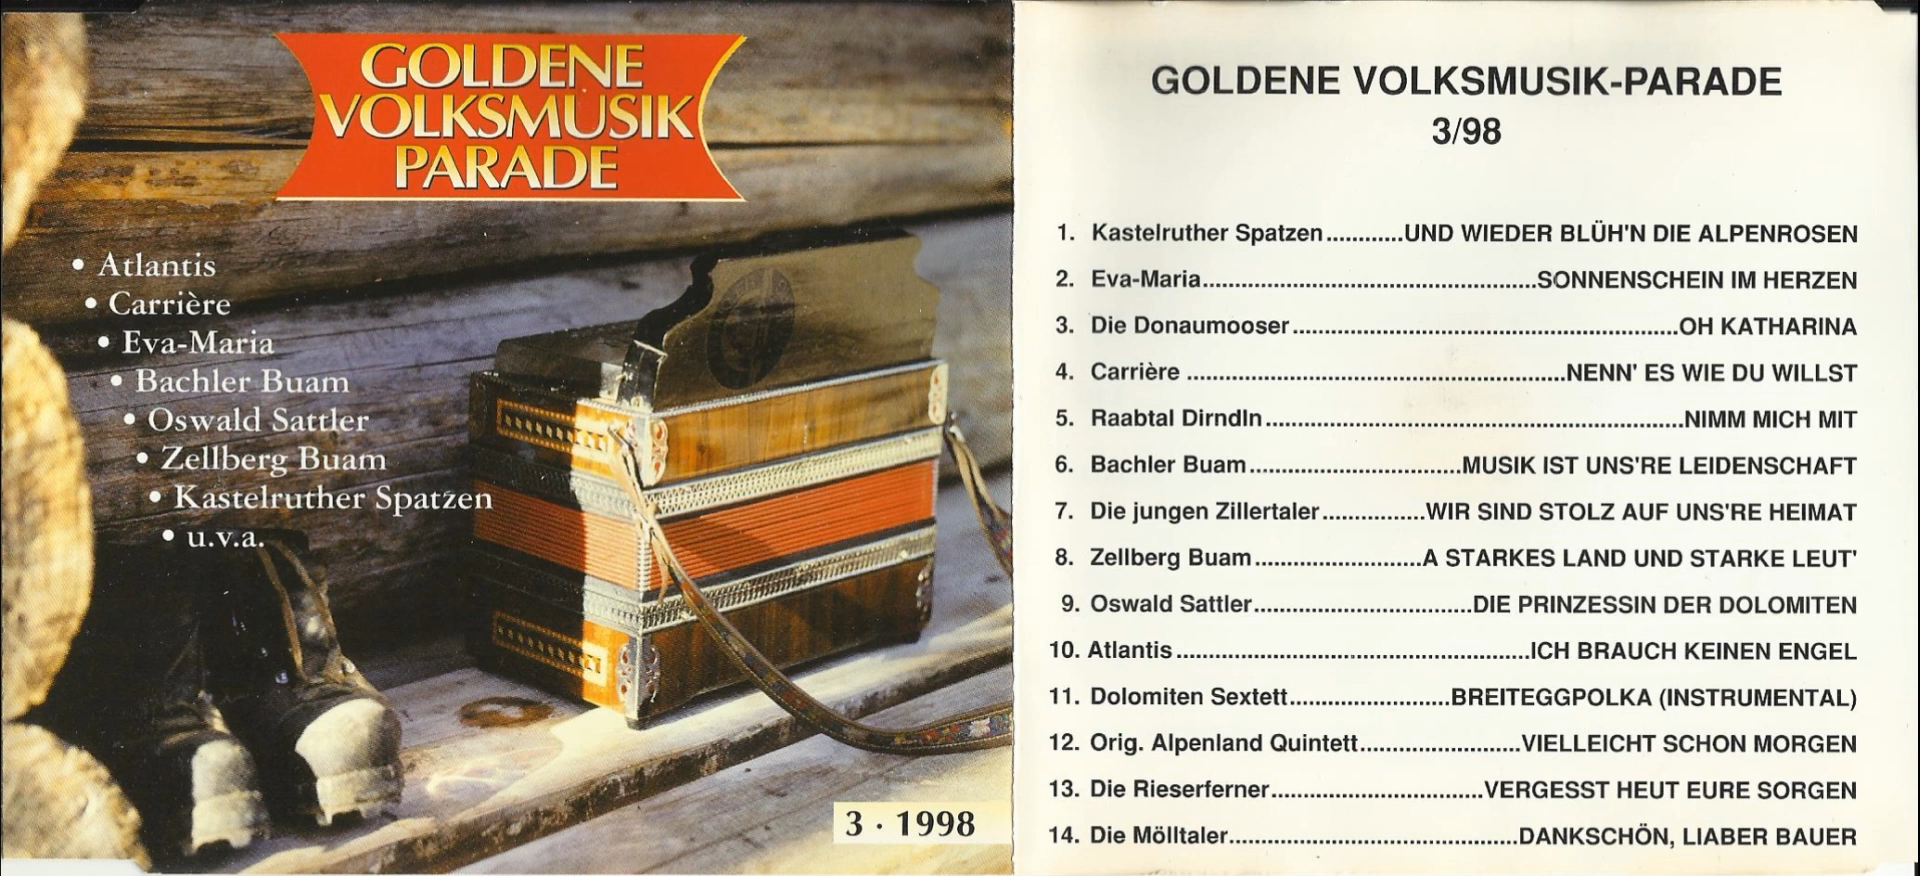 GOLDENE
VOLKSMUSIK
PARADE
• Atlantis
• Carrière
• Eva-Maria
• Bachler Buam
• Oswald Sattler
• Zellberg Buam
• Kastelruther Spatzen
• u.v.a.
3 · 1998
GOLDENE VOLKSMUSIK-PARADE
3/98
1. Kastelruther Spatzen............UND WIEDER BLÜH'N DIE ALPENROSEN
2. Eva-Maria....................................................SONNENSCHEIN IM HERZEN
3. Die Donaumooser............................................................OH KATHARINA
4. Carrière ...........................................................NENN' ES WIE DU WILLST
5. Raabtal Dirndln.................................................................NIMM MICH MIT
6. Bachler Buam.................................MUSIK IST UNS'RE LEIDENSCHAFT
7. Die jungen Zillertaler................WIR SIND STOLZ AUF UNS'RE HEIMAT
8. Zellberg Buam..........................A STARKES LAND UND STARKE LEUT'
9. Oswald Sattler..................................DIE PRINZESSIN DER DOLOMITEN
10. Atlantis.......................................................ICH BRAUCH KEINEN ENGEL
11. Dolomiten Sextett.........................BREITEGGPOLKA (INSTRUMENTAL)
12. Orig. Alpenland Quintett.........................VIELLEICHT SCHON MORGEN
13. Die Rieserferner.................................VERGESST HEUT EURE SORGEN
14. Die Mölltaler.............................................DANKSCHÖN, LIABER BAUER